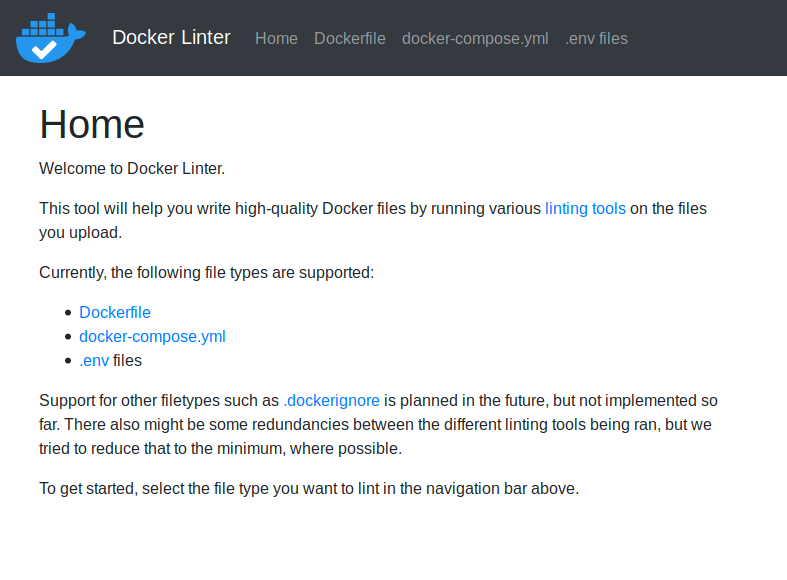 Docker Linter Home Dockerfile docker-compose.yml .env files
Home
Welcome to Docker Linter.
This tool will help you write high-quality Docker files by running various linting tools on the files
you upload.
Currently, the following file types are supported:
Dockerfile
docker-compose.yml
.env files
Support for other filetypes such as .dockerignore is planned in the future, but not implemented so
far. There also might be some redundancies between the different linting tools being ran, but we
tried to reduce that to the minimum, where possible.
To get started, select the file type you want to lint in the navigation bar above.